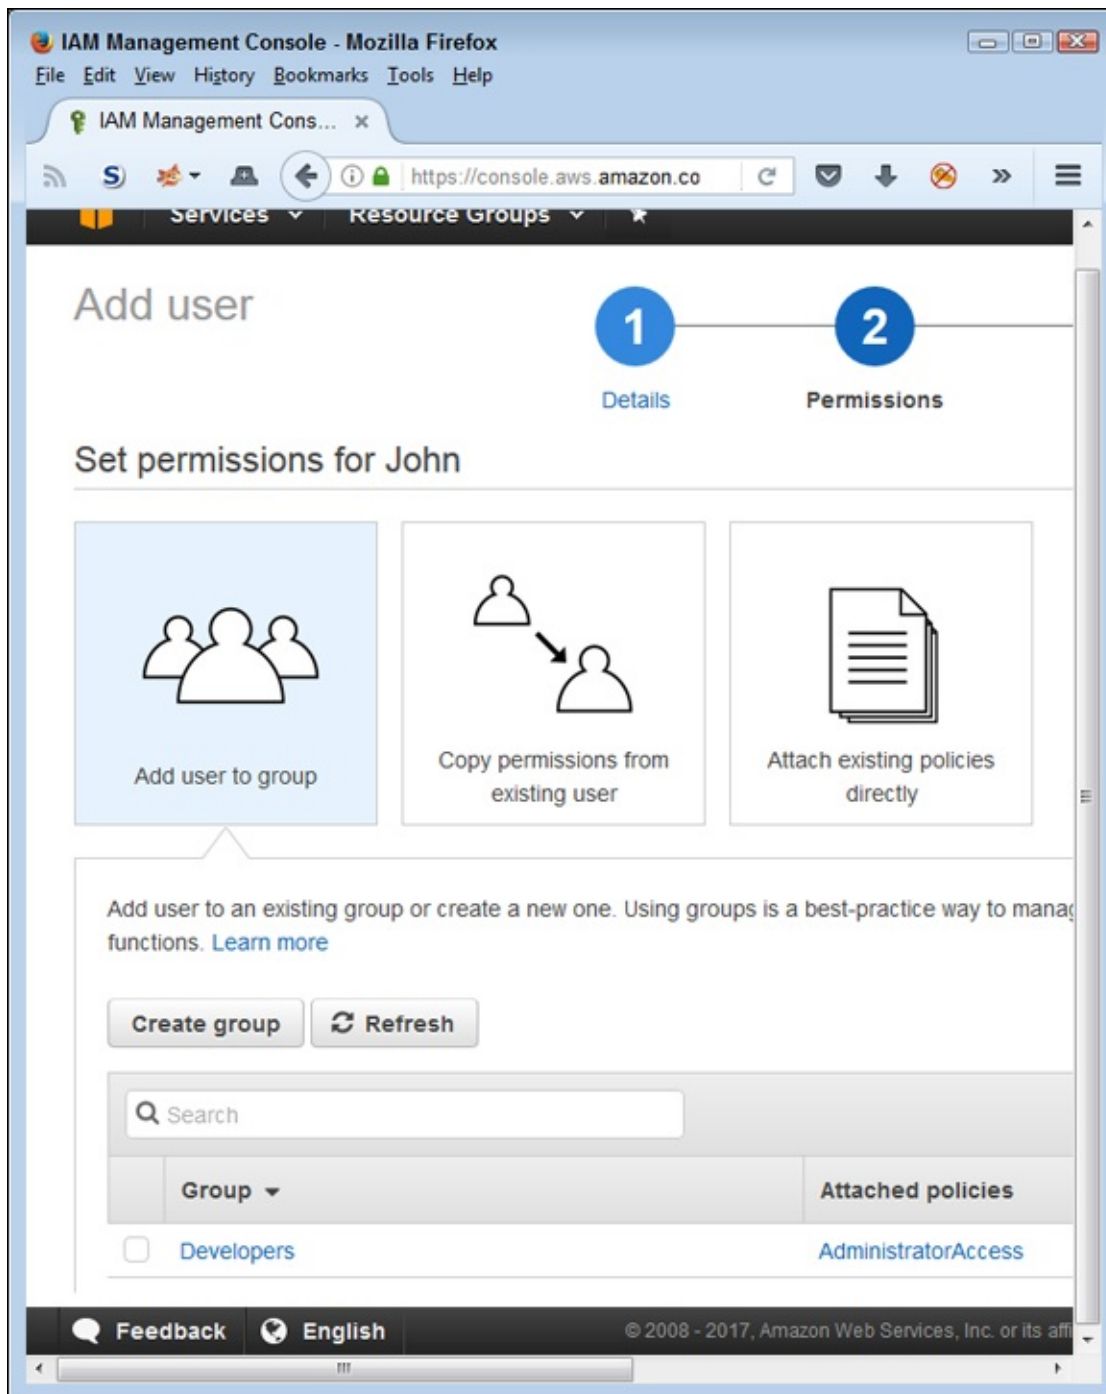 IAM Management Console - Mozilla Firefox
File Edit View History Bookmarks Tools Help
IAM Management Cons...
https://console.aws.amazon.co
Services Resource Groups
Add user
1
2
Details
Permissions
Set permissions for John
Add user to group
Copy permissions from
existing user
Attach existing policies
directly
Add user to an existing group or create a new one. Using groups is a best-practice way to manag
functions. Learn more
Create group
Refresh
Search
Group
Attached policies
Developers
AdministratorAccess
Feedback
English
© 2008 - 2017, Amazon Web Services, Inc. or its affi